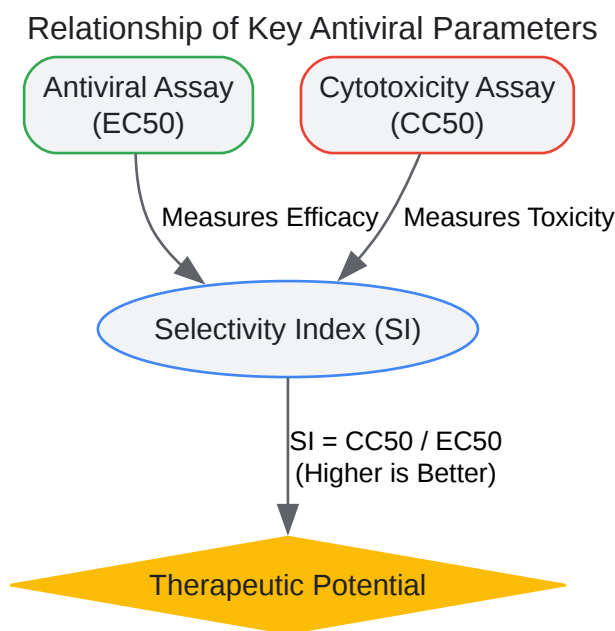 Relationship of Key Antiviral Parameters
Antiviral Assay
(EC50)
Cytotoxicity Assay
(CC50)
Measures Efficacy
Measures Toxicity
Selectivity Index (SI)
SI = CC50 / EC50
(Higher is Better)
Therapeutic Potential